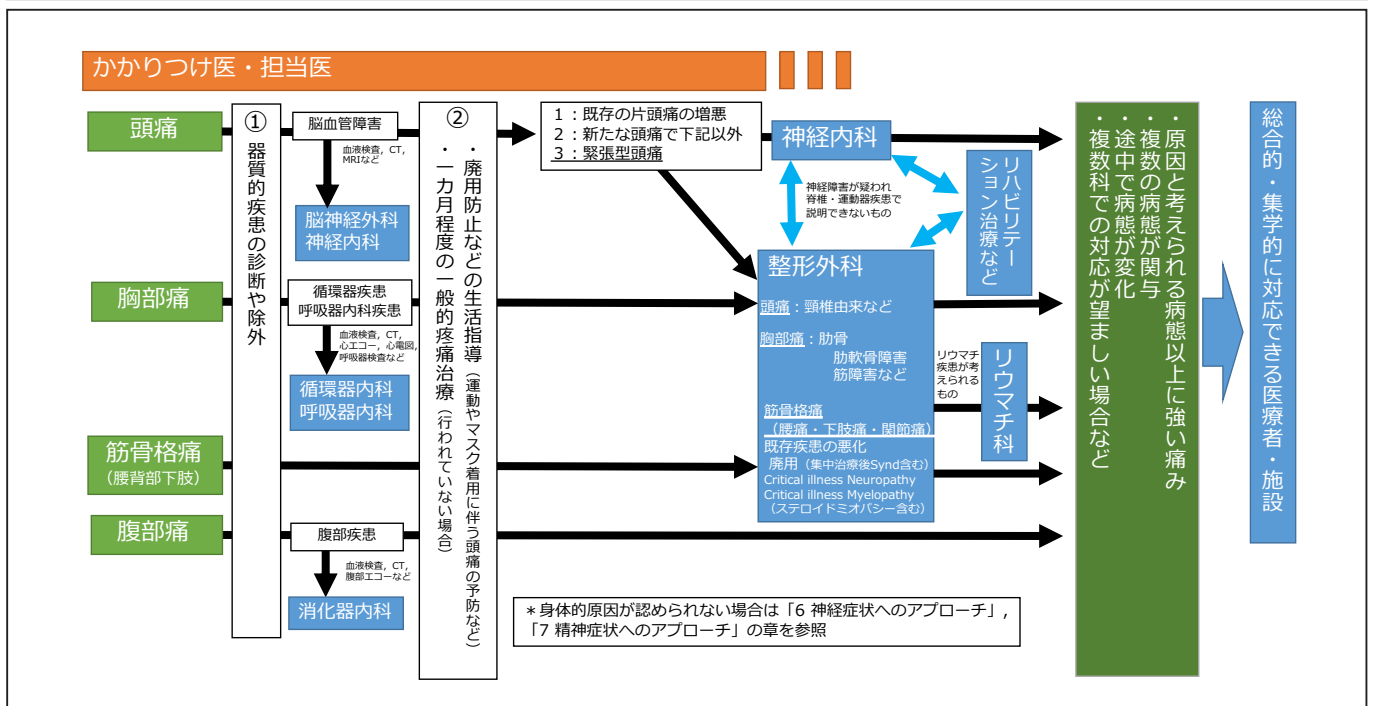 かかりつけ医・担当医
頭痛
胸部痛
筋骨格痛
（腰背部下肢）
腹部痛
①
器質的疾患の診断や除外
脳血管障害
血液検査，CT，
MRIなど
脳神経外科
神経内科
循環器疾患
呼吸器内科疾患
血液検査，CT，
心エコー，心電図，
呼吸器検査など
循環器内科
呼吸器内科
腹部疾患
血液検査，CT，
腹部エコーなど
消化器内科
②
・廃用防止などの生活指導（運動やマスク着用に伴う頭痛の予防など）
・一カ月程度の一般的疼痛治療（行われていない場合）
1：既存の片頭痛の増悪
2：新たな頭痛で下記以外
3：緊張型頭痛
神経内科
神経障害が疑われ
脊椎・運動器疾患で
説明できないもの
リハビリテー
ション治療など
整形外科
頭痛：頸椎由来など
胸部痛：肋骨
肋軟骨障害
筋障害など
筋骨格痛
（腰痛・下肢痛・関節痛）
既存疾患の悪化
廃用（集中治療後Synd含む）
Critical illness Neuropathy
Critical illness Myelopathy
（ステロイドミオパシー含む）
リウマチ
疾患が考
えられる
もの
リウマチ科
・原因と考えられる病態以上に強い痛み
・複数の病態が関与
・途中で病態が変化
・複数科での対応が望ましい場合など
総合的・集学的に対応できる医療者・施設
＊身体的原因が認められない場合は「6 神経症状へのアプローチ」，
「7 精神症状へのアプローチ」の章を参照